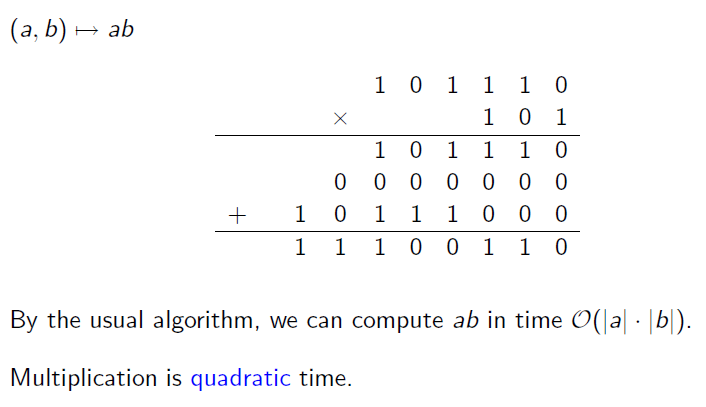 (a, b) ↦ ab
1 0 1 1 1 0
× 1 0 1
1 0 1 1 1 0
0 0 0 0 0 0 0
+ 1 0 1 1 1 0 0 0
1 1 1 0 0 1 1 0
By the usual algorithm, we can compute ab in time 𝒪(|a| · |b|).
Multiplication is quadratic time.